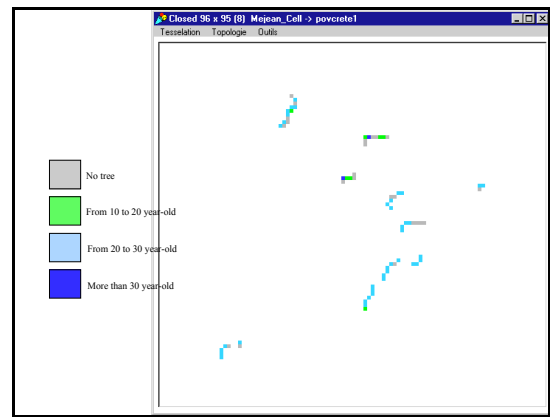 Closed 96 x 95 (8) Mejean_Cell -> povcrete1
Tesselation Topologie Outils
No tree
From 10 to 20 year-old
From 20 to 30 year-old
More than 30 year-old